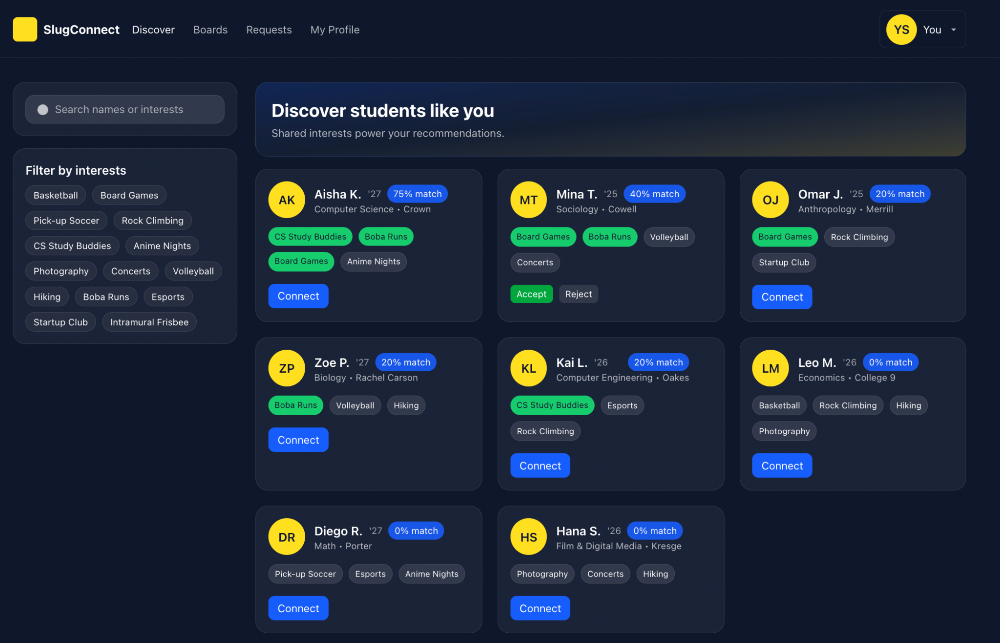 SlugConnect Discover Boards Requests My Profile YS You
Search names or interests
Filter by interests
Basketball Board Games
Pick-up Soccer Rock Climbing
CS Study Buddies Anime Nights
Photography Concerts Volleyball
Hiking Boba Runs Esports
Startup Club Intramural Frisbee
Discover students like you
Shared interests power your recommendations.
AK Aisha K. '27 75% match
Computer Science • Crown
CS Study Buddies Boba Runs
Board Games Anime Nights
Connect
MT Mina T. '25 40% match
Sociology • Cowell
Board Games Boba Runs Volleyball
Concerts
Accept Reject
OJ Omar J. '25 20% match
Anthropology • Merrill
Board Games Rock Climbing
Startup Club
Connect
ZP Zoe P. '27 20% match
Biology • Rachel Carson
Boba Runs Volleyball Hiking
Connect
KL Kai L. '26 20% match
Computer Engineering • Oakes
CS Study Buddies Esports
Rock Climbing
Connect
LM Leo M. '26 0% match
Economics • College 9
Basketball Rock Climbing Hiking
Photography
Connect
DR Diego R. '27 0% match
Math • Porter
Pick-up Soccer Esports Anime Nights
Connect
HS Hana S. '26 0% match
Film & Digital Media • Kresge
Photography Concerts Hiking
Connect